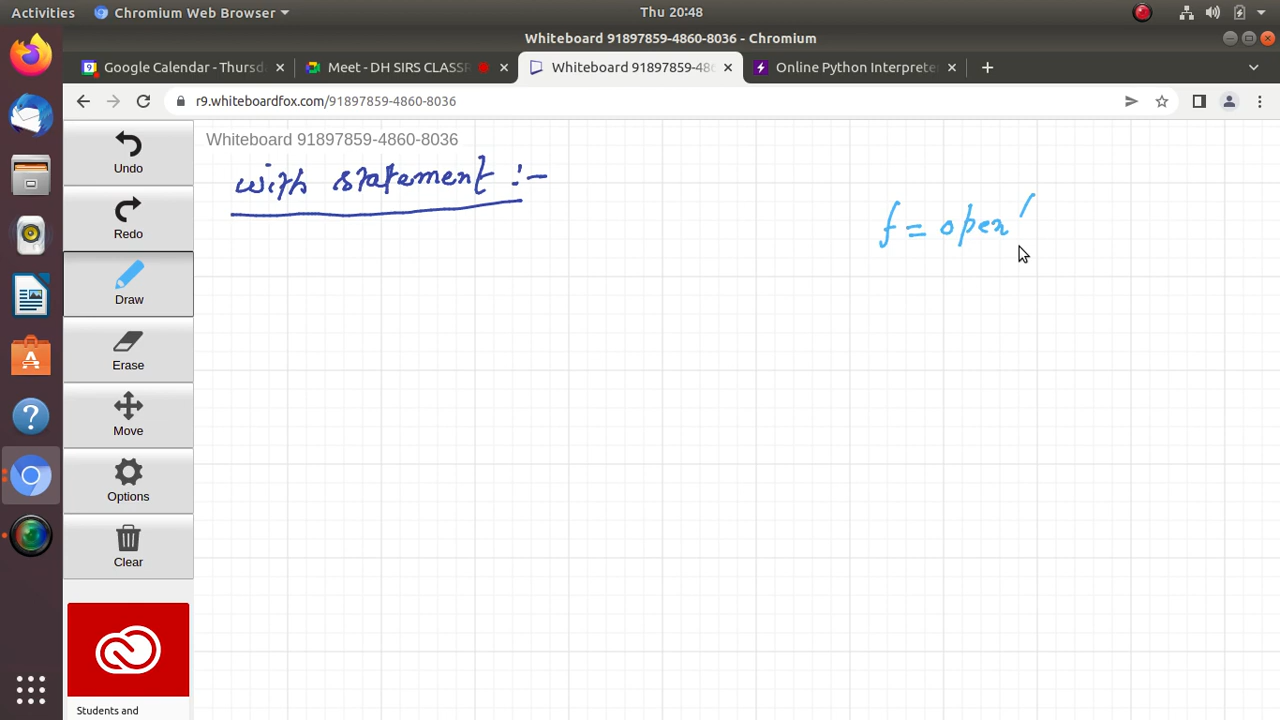 Activities Chromium Web Browser Thu 20:48
Whiteboard 91897859-4860-8036 - Chromium
Google Calendar - Thursd Meet - DH SIRS CLASSR Whiteboard 91897859-486 Online Python Interprete
r9.whiteboardfox.com/91897859-4860-8036
Whiteboard 91897859-4860-8036
with statement :-
f = open(
Undo
Redo
Draw
Erase
Move
Options
Clear
Students and